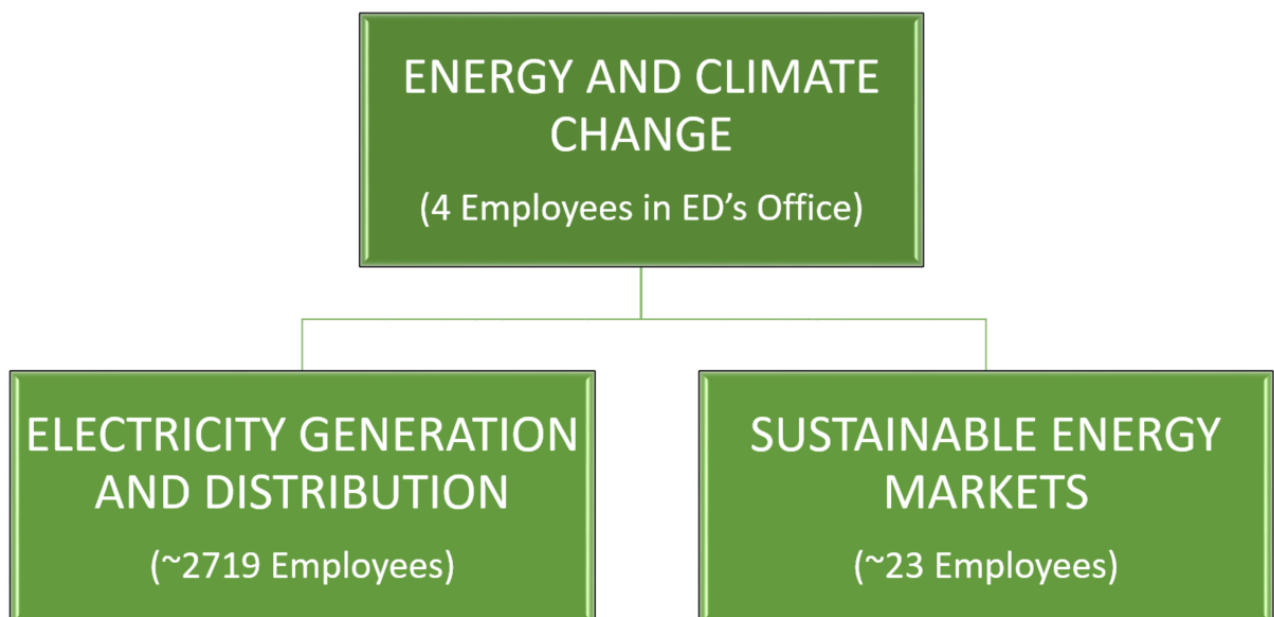 ENERGY AND CLIMATE
CHANGE
(4 Employees in ED’s Office)
ELECTRICITY GENERATION
AND DISTRIBUTION
(~2719 Employees)
SUSTAINABLE ENERGY
MARKETS
(~23 Employees)